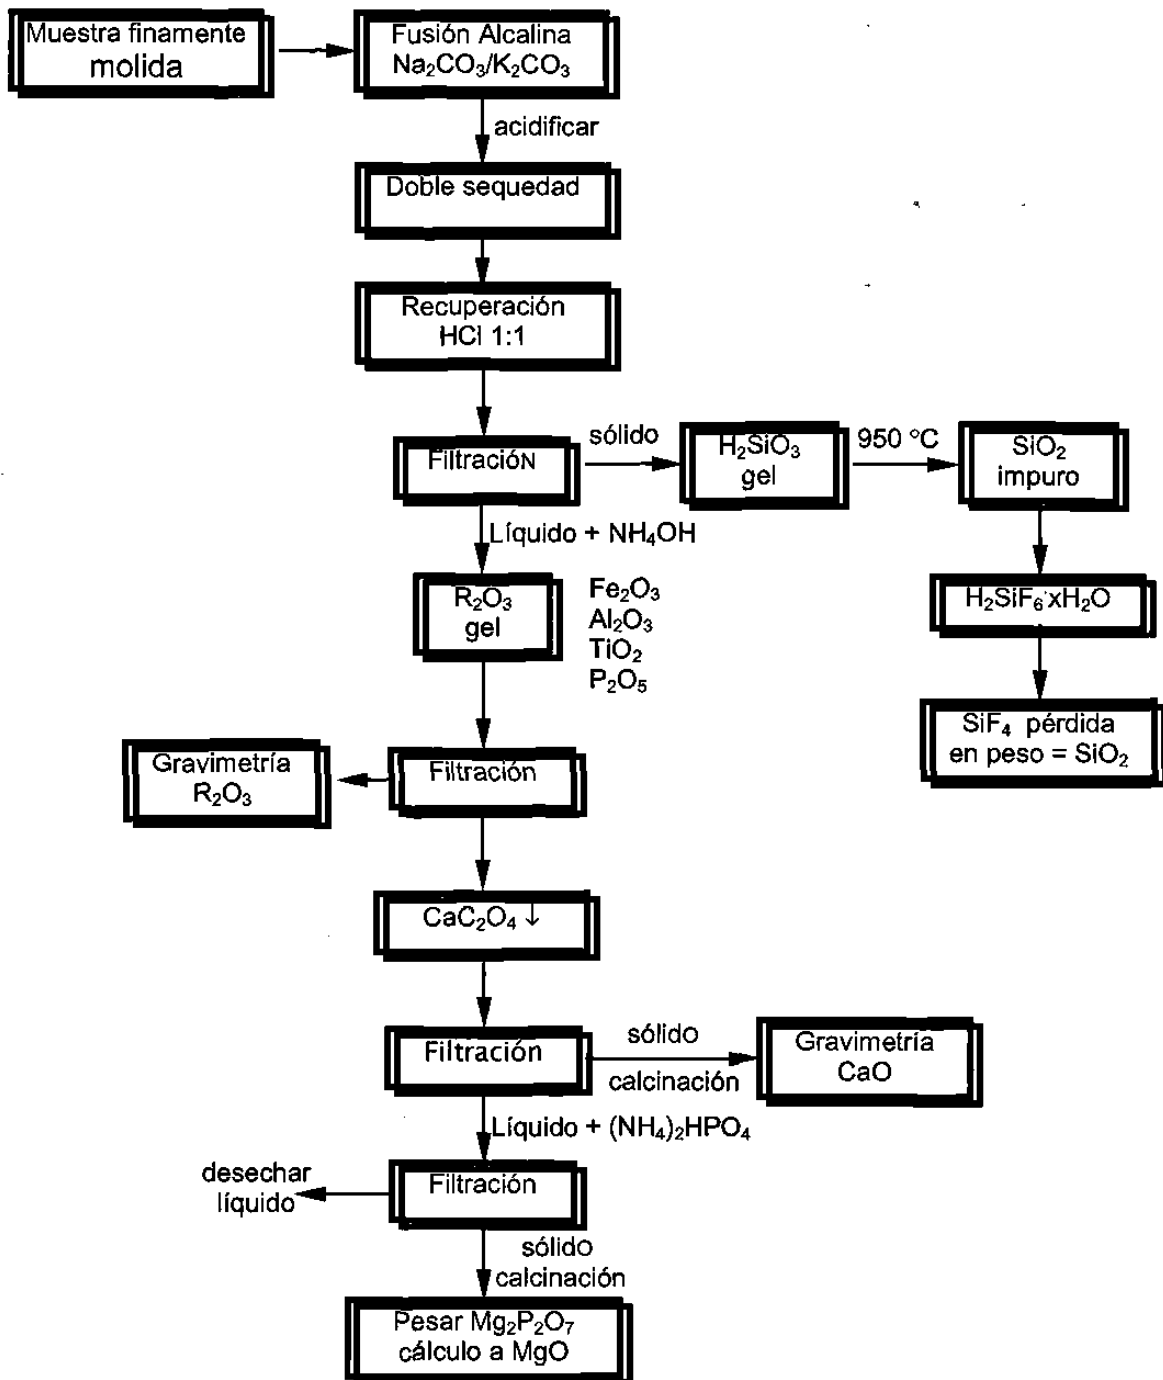 Muestra finamente
molida
Fusión Alcalina
Na₂CO₃/K₂CO₃
acidificar
Doble sequedad
Recuperación
HCl 1:1
FiltracióN
sólido
H₂SiO₃
gel
950 °C
SiO₂
impuro
Líquido + NH₄OH
R₂O₃
gel
Fe₂O₃
Al₂O₃
TiO₂
P₂O₅
H₂SiF₆·xH₂O
SiF₄ pérdida
en peso = SiO₂
Gravimetría
R₂O₃
Filtración
CaC₂O₄ ↓
Filtración
sólido
calcinación
Gravimetría
CaO
Líquido + (NH₄)₂HPO₄
desechar
líquido
Filtración
sólido
calcinación
Pesar Mg₂P₂O₇
cálculo a MgO